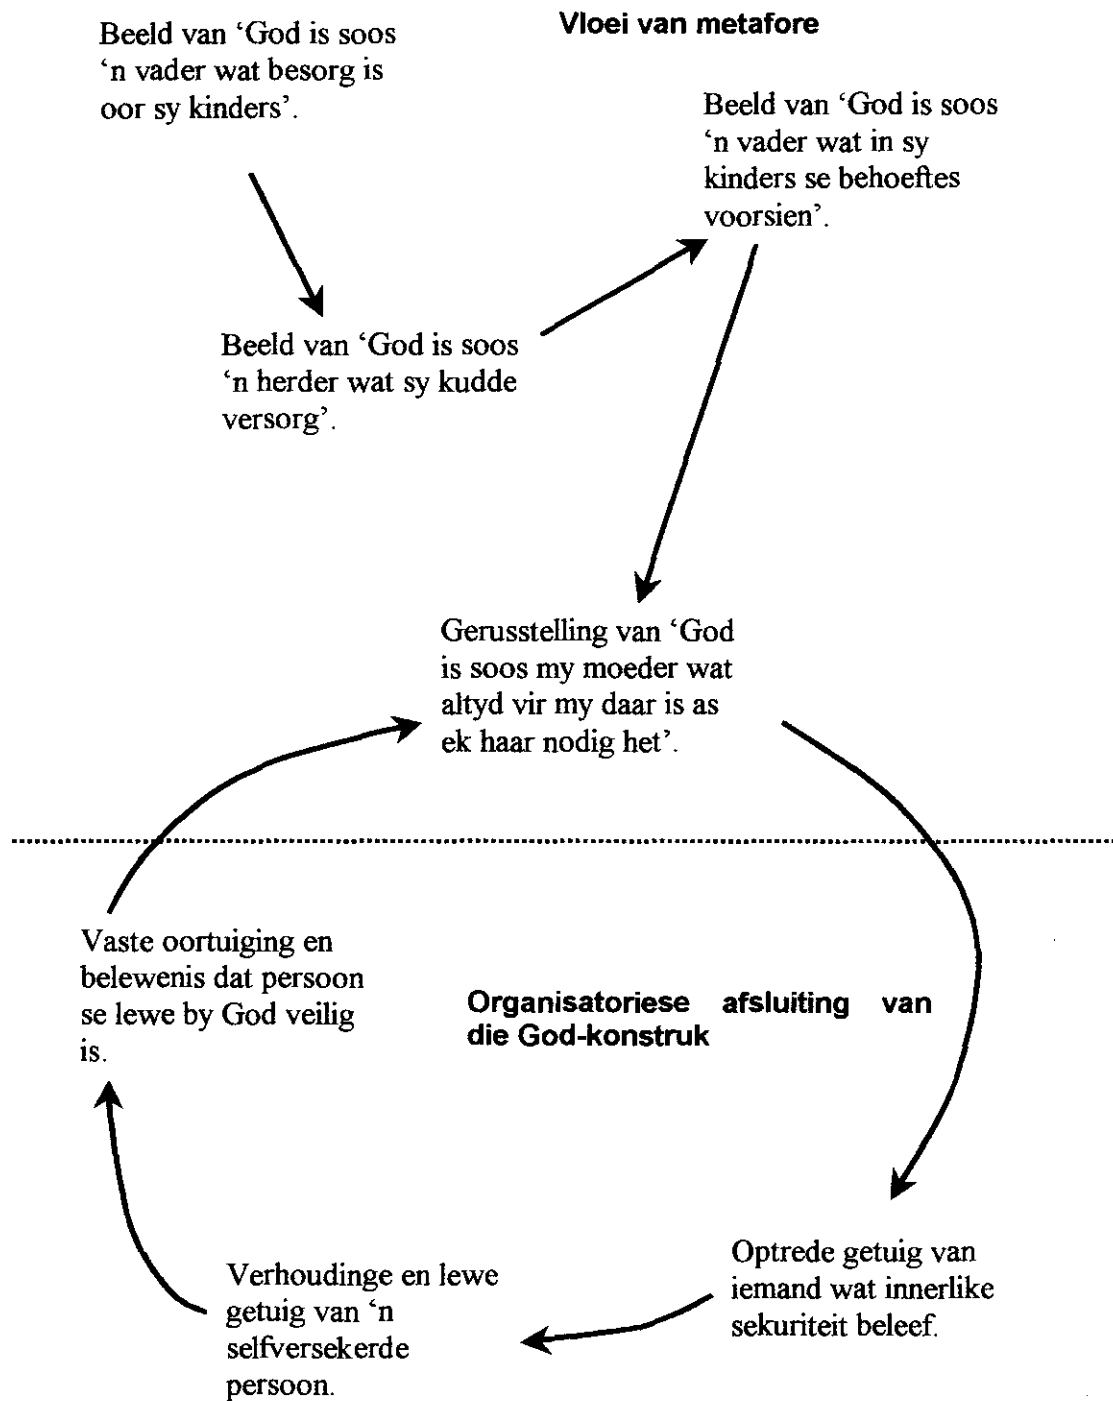 Vloei van metafore
Beeld van ‘God is soos
‘n vader wat besorg is
oor sy kinders’.
Beeld van ‘God is soos
‘n vader wat in sy
kinders se behoeftes
voorsien’.
Beeld van ‘God is soos
‘n herder wat sy kudde
versorg’.
Gerusstelling van ‘God
is soos my moeder wat
altyd vir my daar is as
ek haar nodig het’.
Vaste oortuiging en
belewenis dat persoon
se lewe by God veilig
is.
Organisatoriese afsluiting van
die God-konstruk
Optrede getuig van
iemand wat innerlike
sekuriteit beleef.
Verhoudinge en lewe
getuig van ‘n
selfversekerde
persoon.